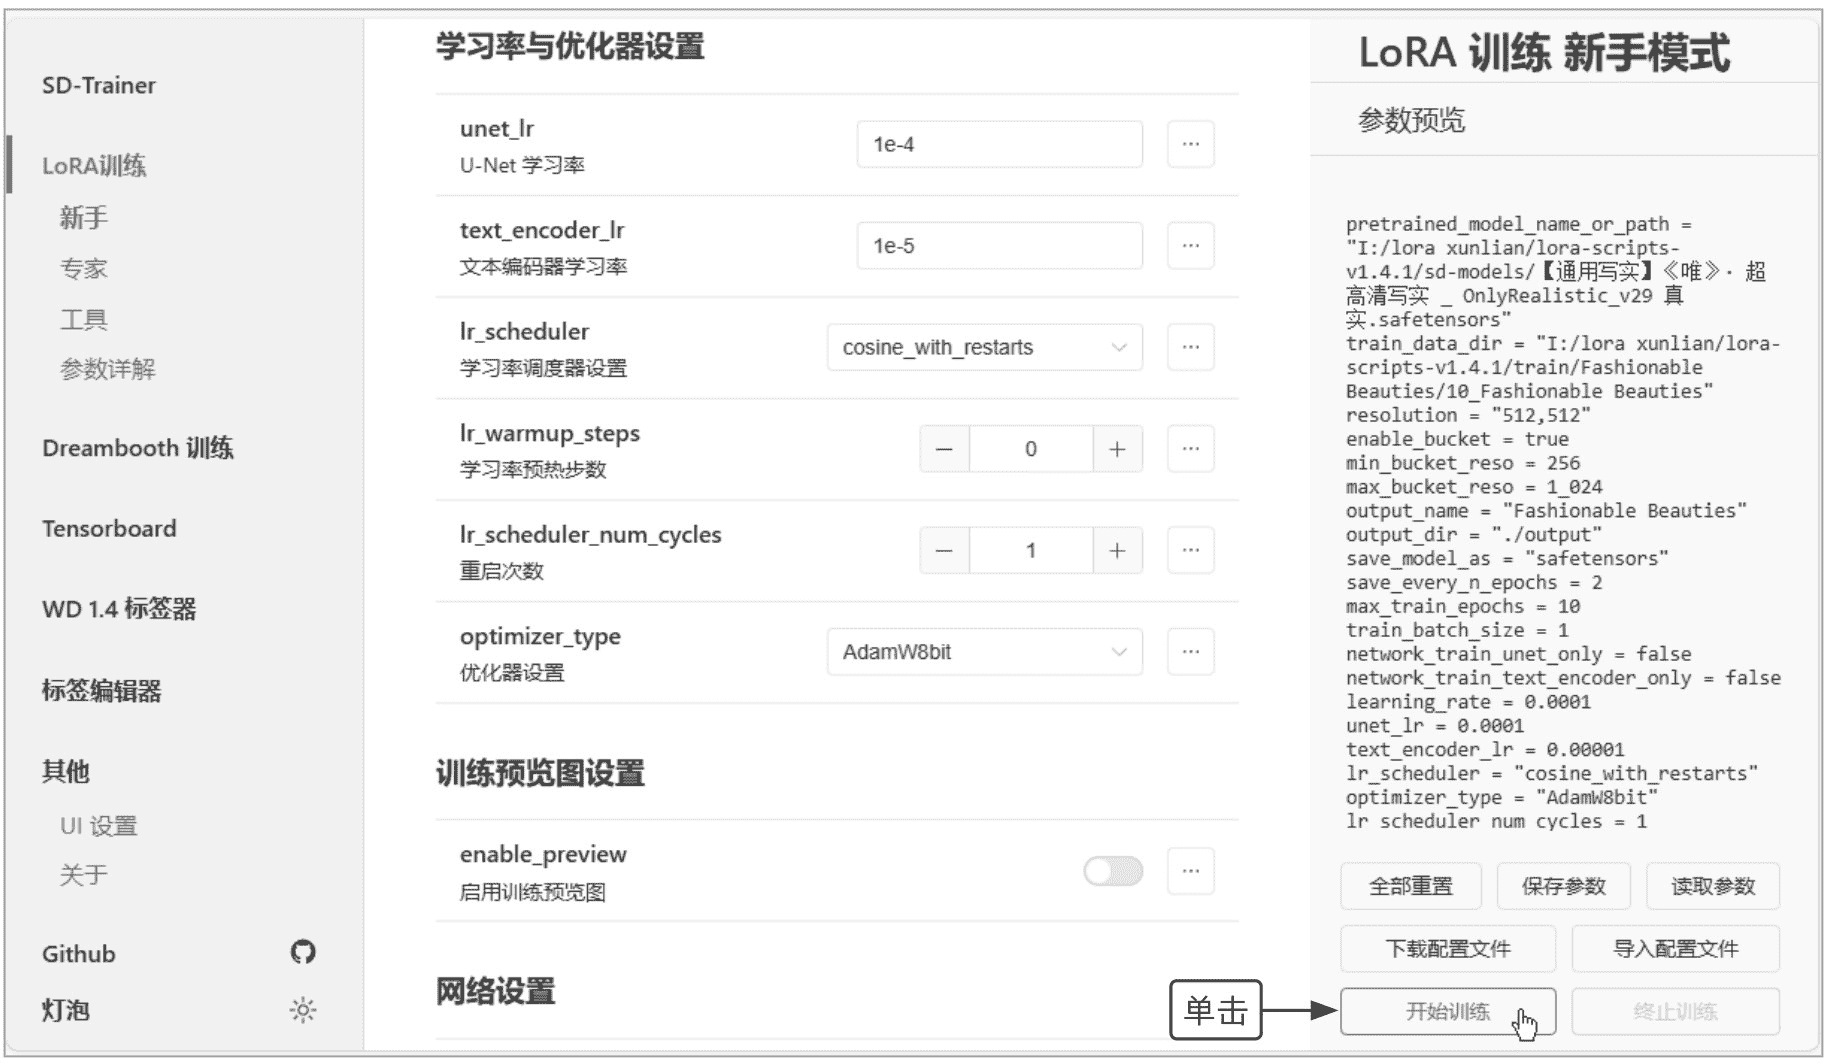 SD-Trainer
LoRA训练
新手
专家
工具
参数详解
Dreambooth 训练
Tensorboard
WD 1.4 标签器
标签编辑器
其他
UI 设置
关于
Github
灯泡
学习率与优化器设置
unet_lr
U-Net 学习率
1e-4
...
text_encoder_lr
文本编码器学习率
1e-5
...
lr_scheduler
学习率调度器设置
cosine_with_restarts
...
lr_warmup_steps
学习率预热步数
— 0 +
...
lr_scheduler_num_cycles
重启次数
— 1 +
...
optimizer_type
优化器设置
AdamW8bit
...
训练预览图设置
enable_preview
启用训练预览图
...
网络设置
LoRA 训练 新手模式
参数预览
pretrained_model_name_or_path =
"I:/lora xunlian/lora-scripts-
v1.4.1/sd-models/【通用写实】《唯》· 超
高清写实 _ OnlyRealistic_v29 真
实.safetensors"
train_data_dir = "I:/lora xunlian/lora-
scripts-v1.4.1/train/Fashionable
Beauties/10_Fashionable Beauties"
resolution = "512,512"
enable_bucket = true
min_bucket_reso = 256
max_bucket_reso = 1_024
output_name = "Fashionable Beauties"
output_dir = "./output"
save_model_as = "safetensors"
save_every_n_epochs = 2
max_train_epochs = 10
train_batch_size = 1
network_train_unet_only = false
network_train_text_encoder_only = false
learning_rate = 0.0001
unet_lr = 0.0001
text_encoder_lr = 0.00001
lr_scheduler = "cosine_with_restarts"
optimizer_type = "AdamW8bit"
lr scheduler num cycles = 1
全部重置 保存参数 读取参数
下载配置文件 导入配置文件
单击
开始训练 终止训练